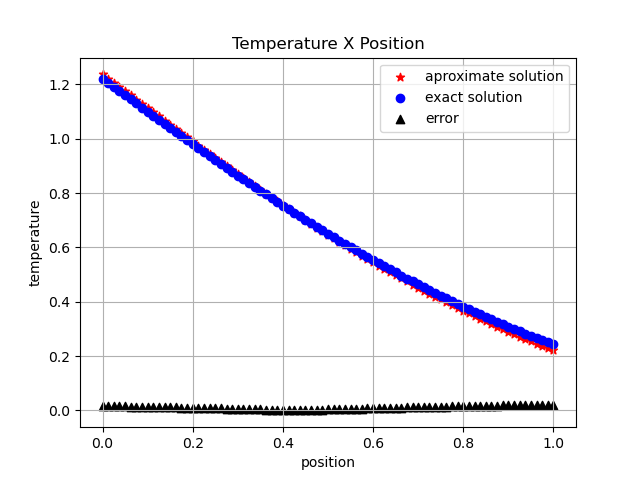 Temperature X Position
aproximate solution
exact solution
error
temperature
1.2
1.0
0.8
0.6
0.4
0.2
0.0
0.0 0.2 0.4 0.6 0.8 1.0
position